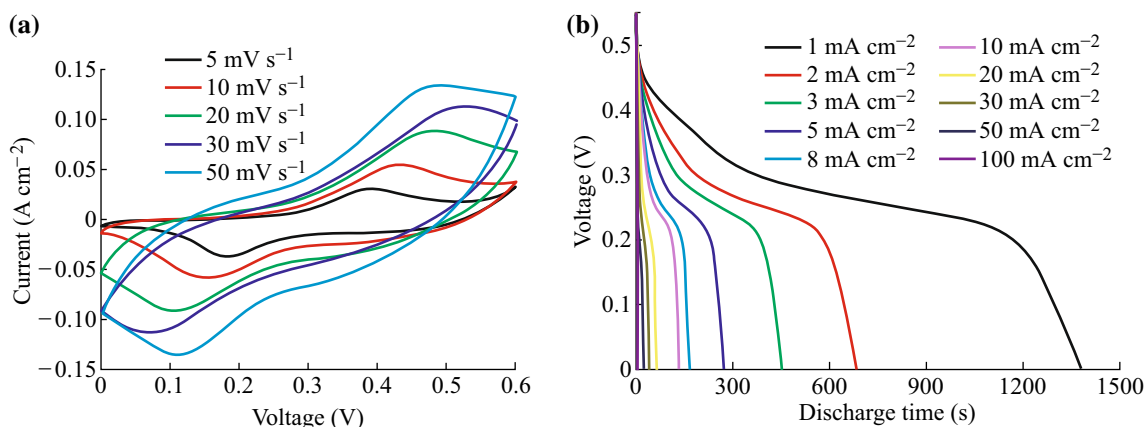 (a)
5 mV s⁻¹
10 mV s⁻¹
20 mV s⁻¹
30 mV s⁻¹
50 mV s⁻¹
0.15
0.10
0.05
0
−0.05
−0.10
−0.15
Current (A cm⁻²)
0
0.1
0.2
0.3
0.4
0.5
0.6
Voltage (V)
(b)
1 mA cm⁻²
2 mA cm⁻²
3 mA cm⁻²
5 mA cm⁻²
8 mA cm⁻²
10 mA cm⁻²
20 mA cm⁻²
30 mA cm⁻²
50 mA cm⁻²
100 mA cm⁻²
0.5
0.4
0.3
0.2
0.1
0
Voltage (V)
0
300
600
900
1200
1500
Discharge time (s)